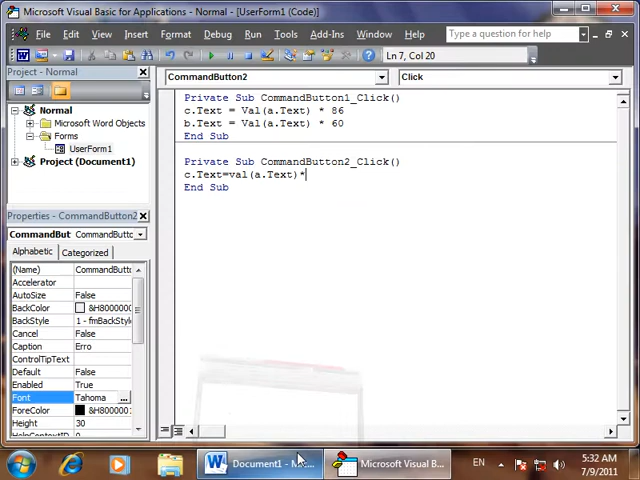 Microsoft Visual Basic for Applications - Normal - [UserForm1 (Code)]
File Edit View Insert Format Debug Run Tools Add-Ins Window Help
Type a question for help
Ln 7, Col 20
Project - Normal
Normal
Microsoft Word Objects
Forms
UserForm1
Project (Document1)
Properties - CommandButton2
CommandBut
Alphabetic Categorized
(Name) CommandButto
Accelerator
AutoSize False
BackColor &H8000000
BackStyle 1 - fmBackStyle
Cancel False
Caption Erro
ControlTipText
Default False
Enabled True
Font Tahoma ...
ForeColor &H8000001
Height 30
HelpContextID 0
CommandButton2 Click
Private Sub CommandButton1_Click()
c.Text = Val(a.Text) * 86
b.Text = Val(a.Text) * 60
End Sub
Private Sub CommandButton2_Click()
c.Text=val(a.Text)*
End Sub
Document1 - Mi...
Microsoft Visual B...
EN
5:32 AM
7/9/2011